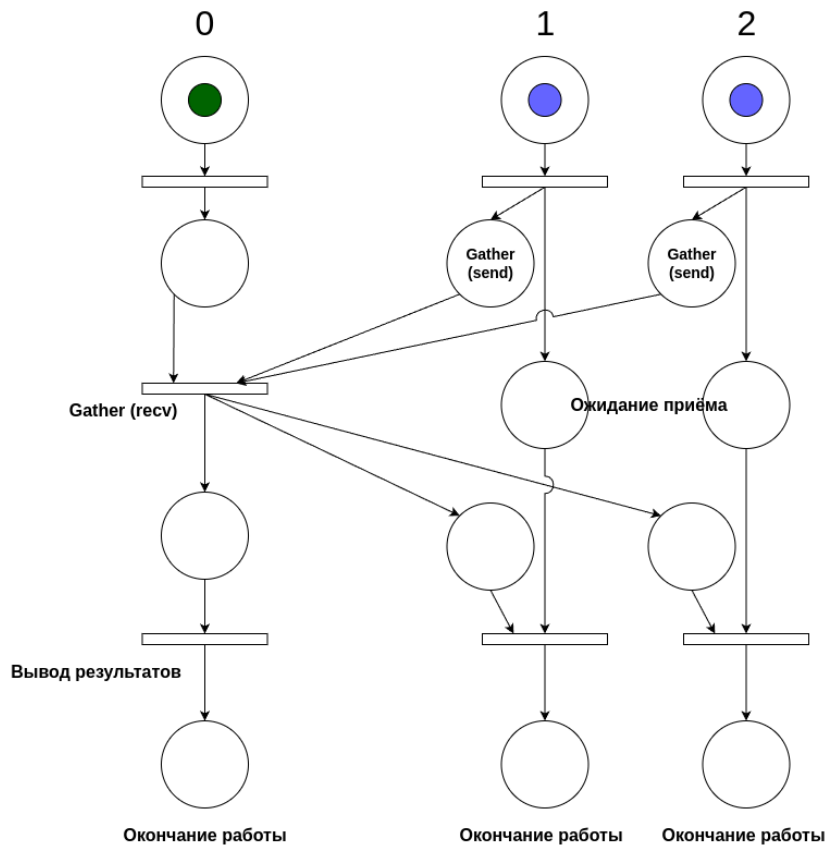 0
1
2
Gather
(send)
Gather
(send)
Gather (recv)
Ожидание приёма
Вывод результатов
Окончание работы
Окончание работы
Окончание работы